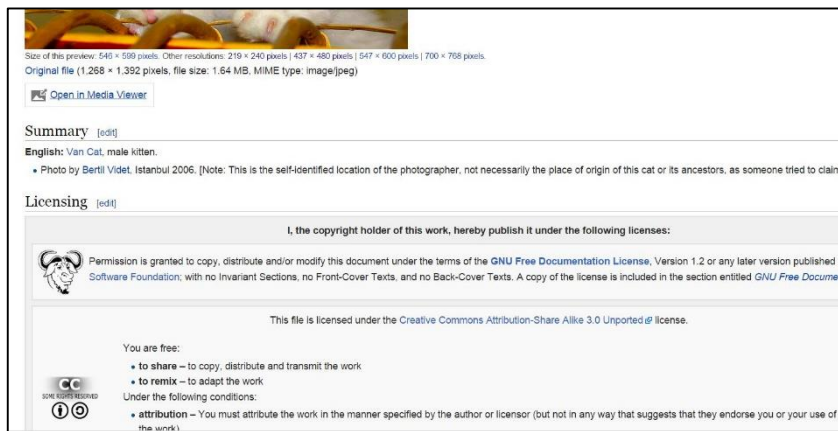 Size of this preview: 546 × 599 pixels. Other resolutions: 219 × 240 pixels | 437 × 480 pixels | 547 × 600 pixels | 700 × 768 pixels.
Original file (1,268 × 1,392 pixels, file size: 1.64 MB, MIME type: image/jpeg)
Open in Media Viewer
Summary [edit]
English: Van Cat, male kitten.
• Photo by Bertil Videt, Istanbul 2006. [Note: This is the self-identified location of the photographer, not necessarily the place of origin of this cat or its ancestors, as someone tried to claim
Licensing [edit]
I, the copyright holder of this work, hereby publish it under the following licenses:
Permission is granted to copy, distribute and/or modify this document under the terms of the GNU Free Documentation License, Version 1.2 or any later version published
Software Foundation; with no Invariant Sections, no Front-Cover Texts, and no Back-Cover Texts. A copy of the license is included in the section entitled GNU Free Docume
This file is licensed under the Creative Commons Attribution-Share Alike 3.0 Unported license.
You are free:
• to share – to copy, distribute and transmit the work
• to remix – to adapt the work
Under the following conditions:
cc
SOME RIGHTS RESERVED
• attribution – You must attribute the work in the manner specified by the author or licensor (but not in any way that suggests that they endorse you or your use of
the work)